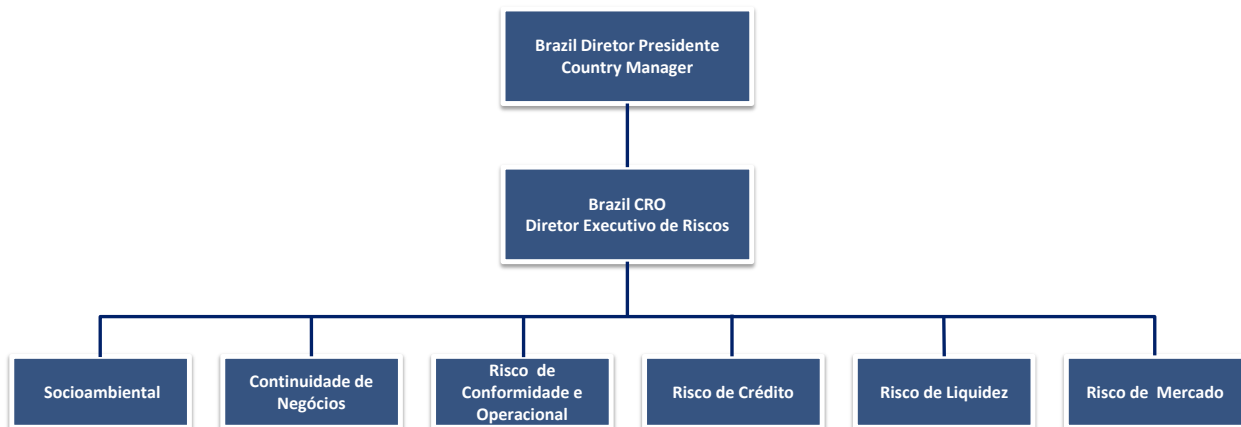 Brazil Diretor Presidente
Country Manager
Brazil CRO
Diretor Executivo de Riscos
Socioambiental
Continuidade de
Negócios
Risco de
Conformidade e
Operacional
Risco de Crédito
Risco de Liquidez
Risco de Mercado